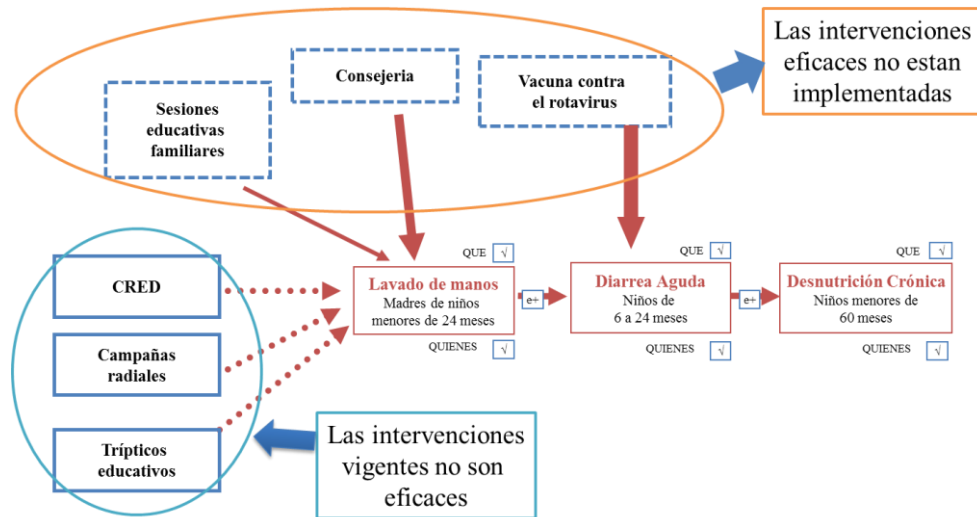 Las intervenciones
eficaces no estan
implementadas
Consejeria
Vacuna contra
el rotavirus
Sesiones
educativas
familiares
QUE √
QUE √
QUE √
CRED
Lavado de manos
Madres de niños
menores de 24 meses
e+
Diarrea Aguda
Niños de
6 a 24 meses
e+
Desnutrición Crónica
Niños menores de
60 meses
QUIENES √
QUIENES √
QUIENES √
Campañas
radiales
Trípticos
educativos
Las intervenciones
vigentes no son
eficaces